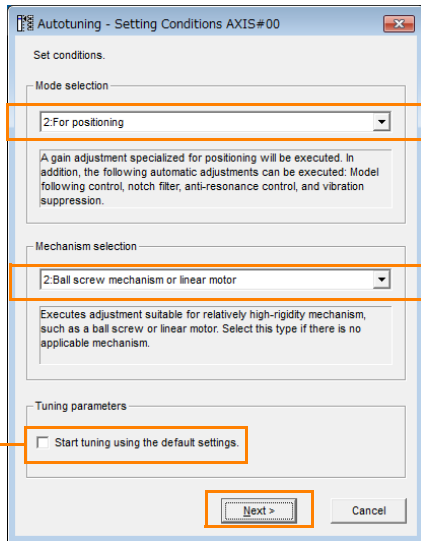 Autotuning - Setting Conditions AXIS#00
Set conditions.
Mode selection
2:For positioning
A gain adjustment specialized for positioning will be executed. In
addition, the following automatic adjustments can be executed: Model
following control, notch filter, anti-resonance control, and vibration
suppression.
Mechanism selection
2:Ball screw mechanism or linear motor
Executes adjustment suitable for relatively high-rigidity mechanism,
such as a ball screw or linear motor. Select this type if there is no
applicable mechanism.
Tuning parameters
Start tuning using the default settings.
Next >
Cancel